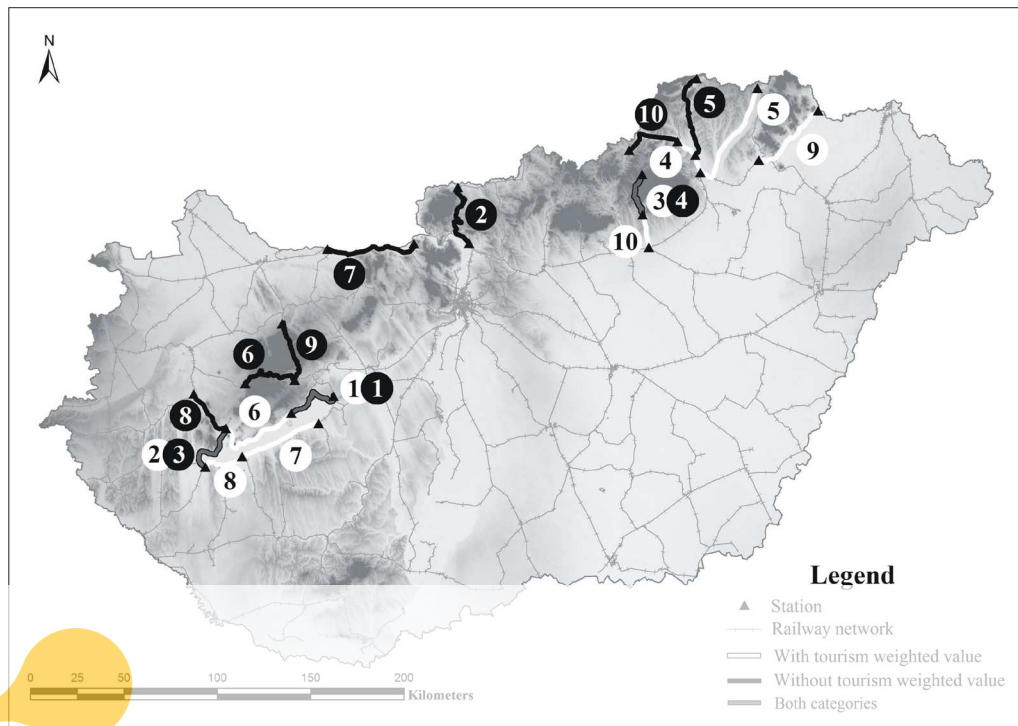 N
10
5
5
4
9
3 4
2
10
7
9
6
1 1
8
6
2 3
7
8
Legend
Station
Railway network
With tourism weighted value
Without tourism weighted value
Both categories
0 25 50 100 150 200
Kilometers